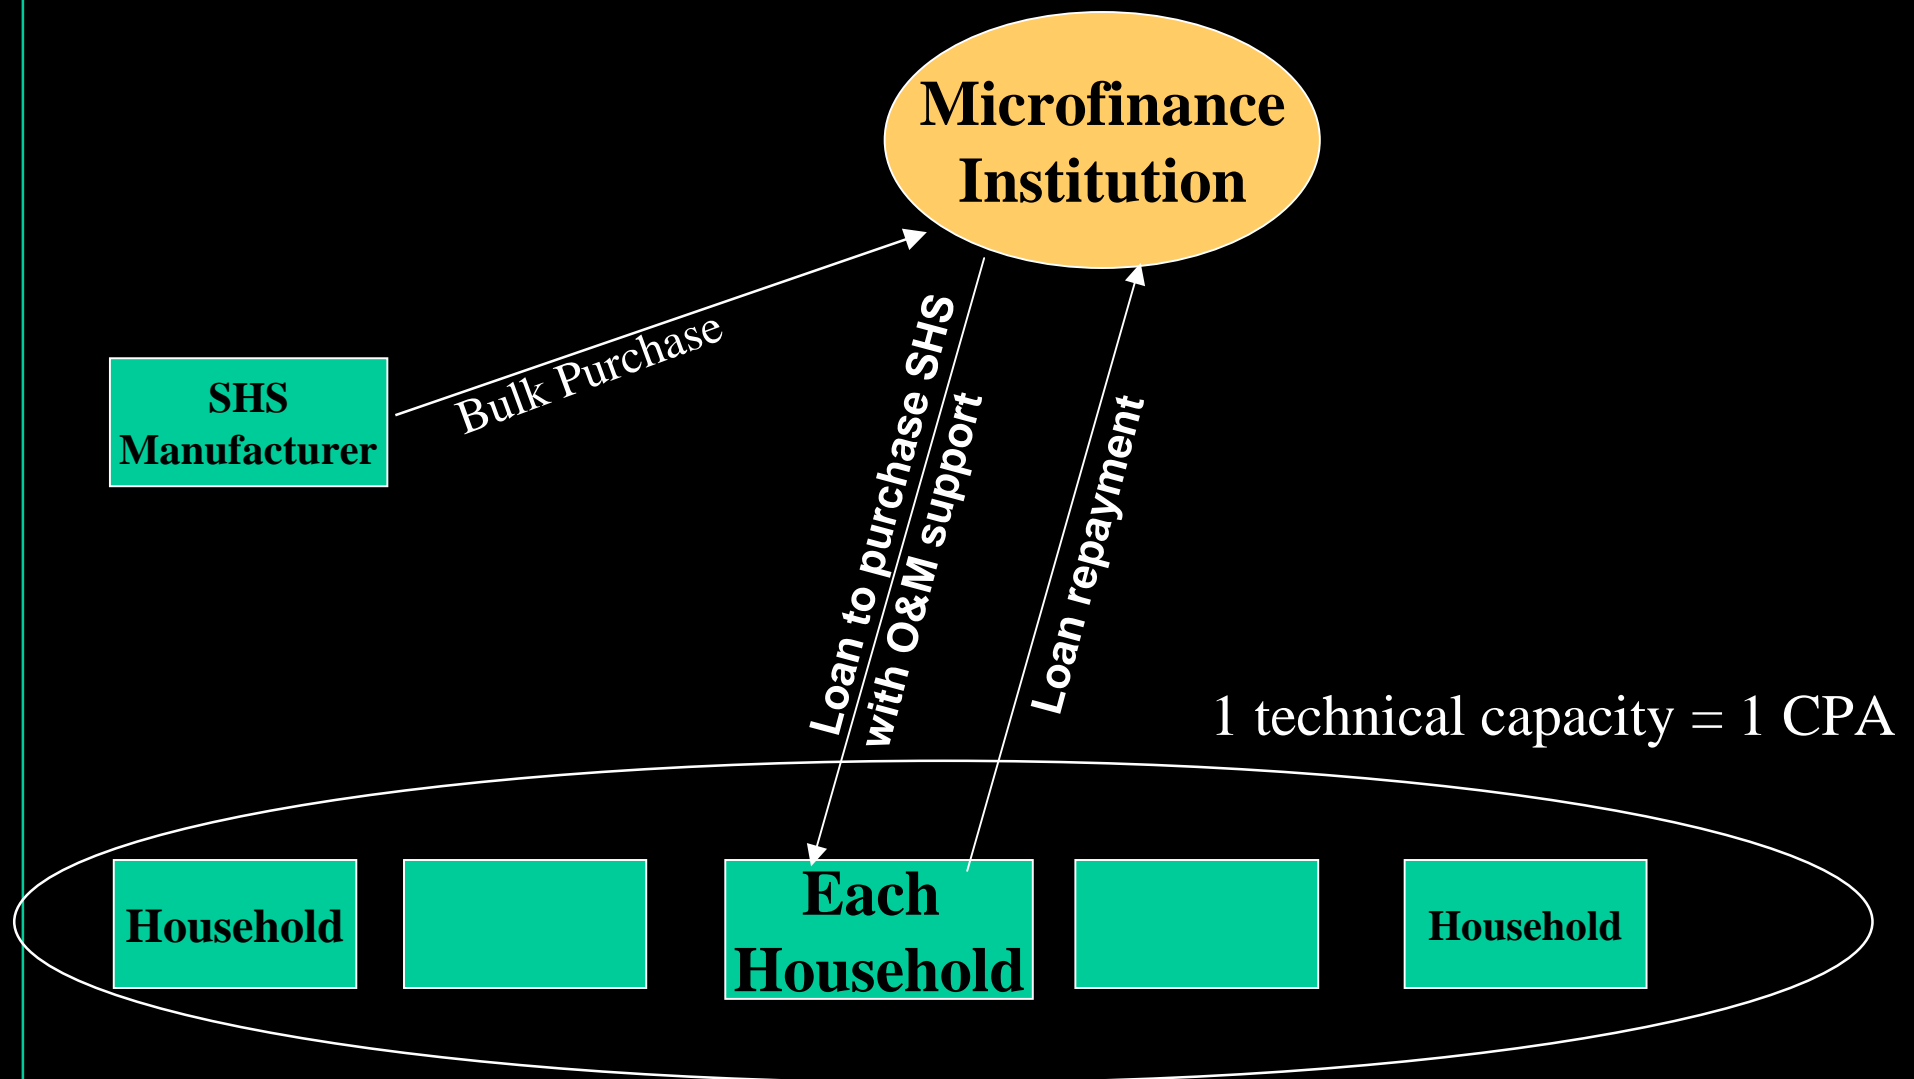 Microfinance
Institution
Bulk Purchase
SHS
Manufacturer
Loan to purchase SHS
with O&M support
Loan repayment
1 technical capacity = 1 CPA
Household
Each
Household
Household